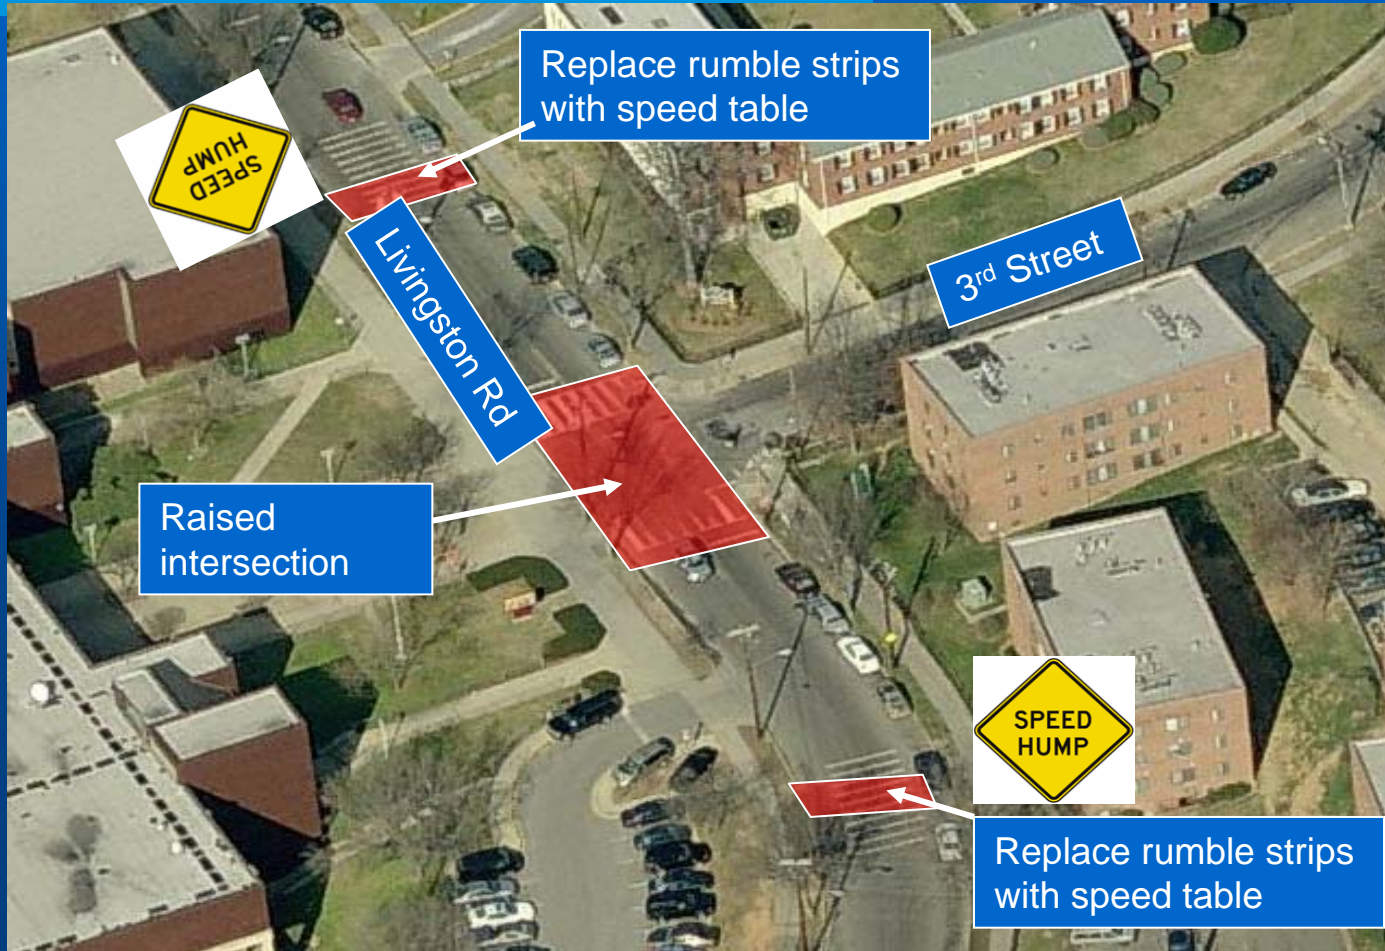 Replace rumble strips
with speed table
SPEED
HUMP
Livingston Rd
3rd Street
Raised
intersection
SPEED
HUMP
Replace rumble strips
with speed table